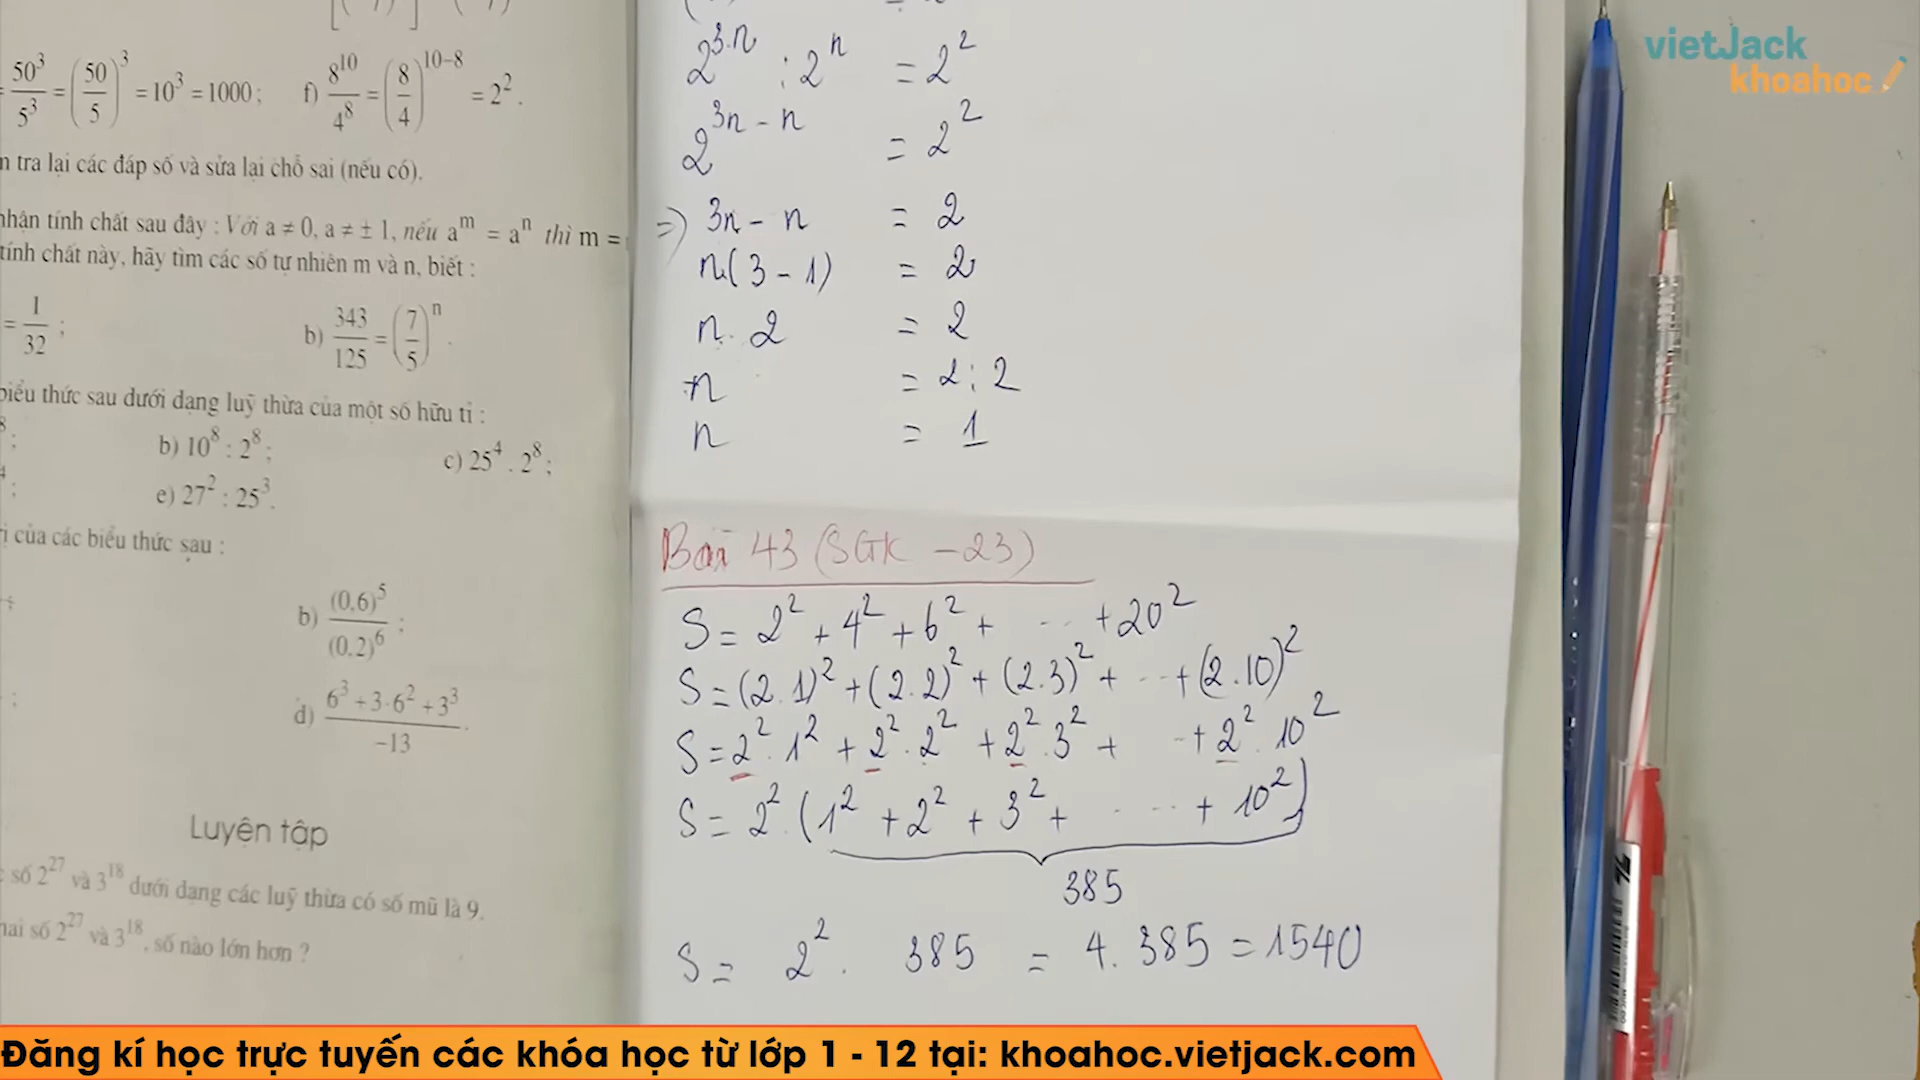 50³/5³ = (50/5)³ = 10³ = 1000 ; f) 8¹⁰/4⁸ = (8/4)¹⁰⁻⁸ = 2².
tra lại các đáp số và sửa lại chỗ sai (nếu có).
nhận tính chất sau đây : Với a ≠ 0, a ≠ ± 1, nếu aᵐ = aⁿ thì m =
tính chất này, hãy tìm các số tự nhiên m và n, biết :
= 1/32 ; b) 343/125 = (7/5)ⁿ.
biểu thức sau dưới dạng luỹ thừa của một số hữu tỉ :
b) 10⁸ : 2⁸ ; c) 25⁴ . 2⁸ ;
e) 27² : 25³.
của các biểu thức sau :
b) (0,6)⁵/(0,2)⁶ ;
d) (6³ + 3·6² + 3³)/−13 .
Luyện tập
số 2²⁷ và 3¹⁸ dưới dạng các luỹ thừa có số mũ là 9.
hai số 2²⁷ và 3¹⁸, số nào lớn hơn ?
2³·ⁿ : 2ⁿ = 2²
2³ⁿ⁻ⁿ = 2²
=> 3n - n = 2
n.(3 - 1) = 2
n. 2 = 2
n = 2 : 2
n = 1
Bài 43 (SGK - 23)
S = 2² + 4² + 6² + ... + 20²
S = (2.1)² + (2.2)² + (2.3)² + ... + (2.10)²
S = 2². 1² + 2². 2² + 2². 3² + ... + 2². 10²
S = 2². (1² + 2² + 3² + .... + 10²)
385
S = 2². 385 = 4. 385 = 1540
vietJack
khoahoc
Đăng kí học trực tuyến các khóa học từ lớp 1 - 12 tại: khoahoc.vietjack.com